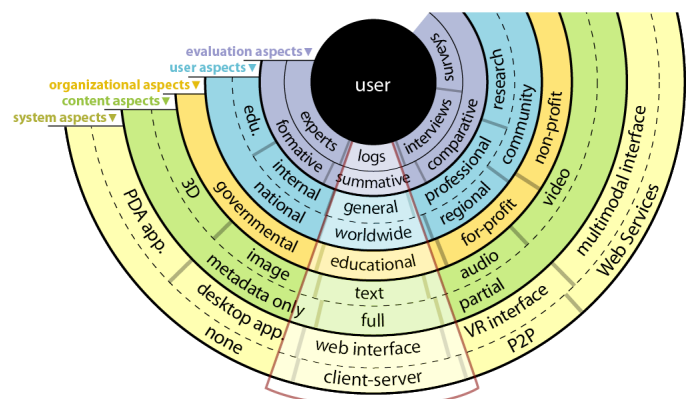 evaluation aspects▼
user aspects▼
organizational aspects▼
content aspects▼
system aspects▼
user
experts
logs
interviews
surveys
formative
summative
comparative
edu.
internal
general
professional
research
national
worldwide
regional
community
governmental
educational
for-profit
non-profit
3D
image
text
audio
video
metadata only
full
partial
PDA app.
desktop app.
web interface
VR interface
multimodal interface
none
client-server
P2P
Web Services